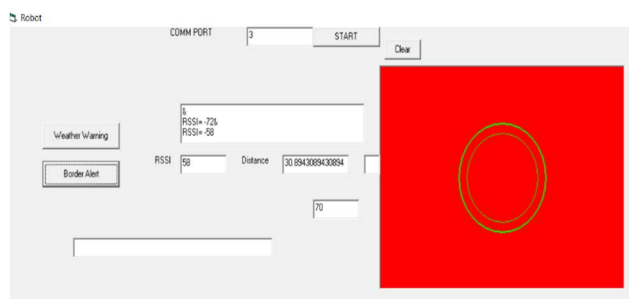 Robot
COMM PORT 3 START
Clear
&
RSSI= -72&
RSSI= -58
Weather Warning
RSSI 58 Distance 30.8943089430894
Border Alert
70